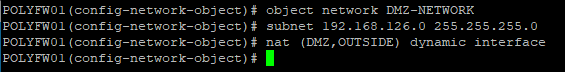 POLYFW01(config-network-object)# object network DMZ-NETWORK
POLYFW01(config-network-object)# subnet 192.168.126.0 255.255.255.0
POLYFW01(config-network-object)# nat (DMZ,OUTSIDE) dynamic interface
POLYFW01(config-network-object)#